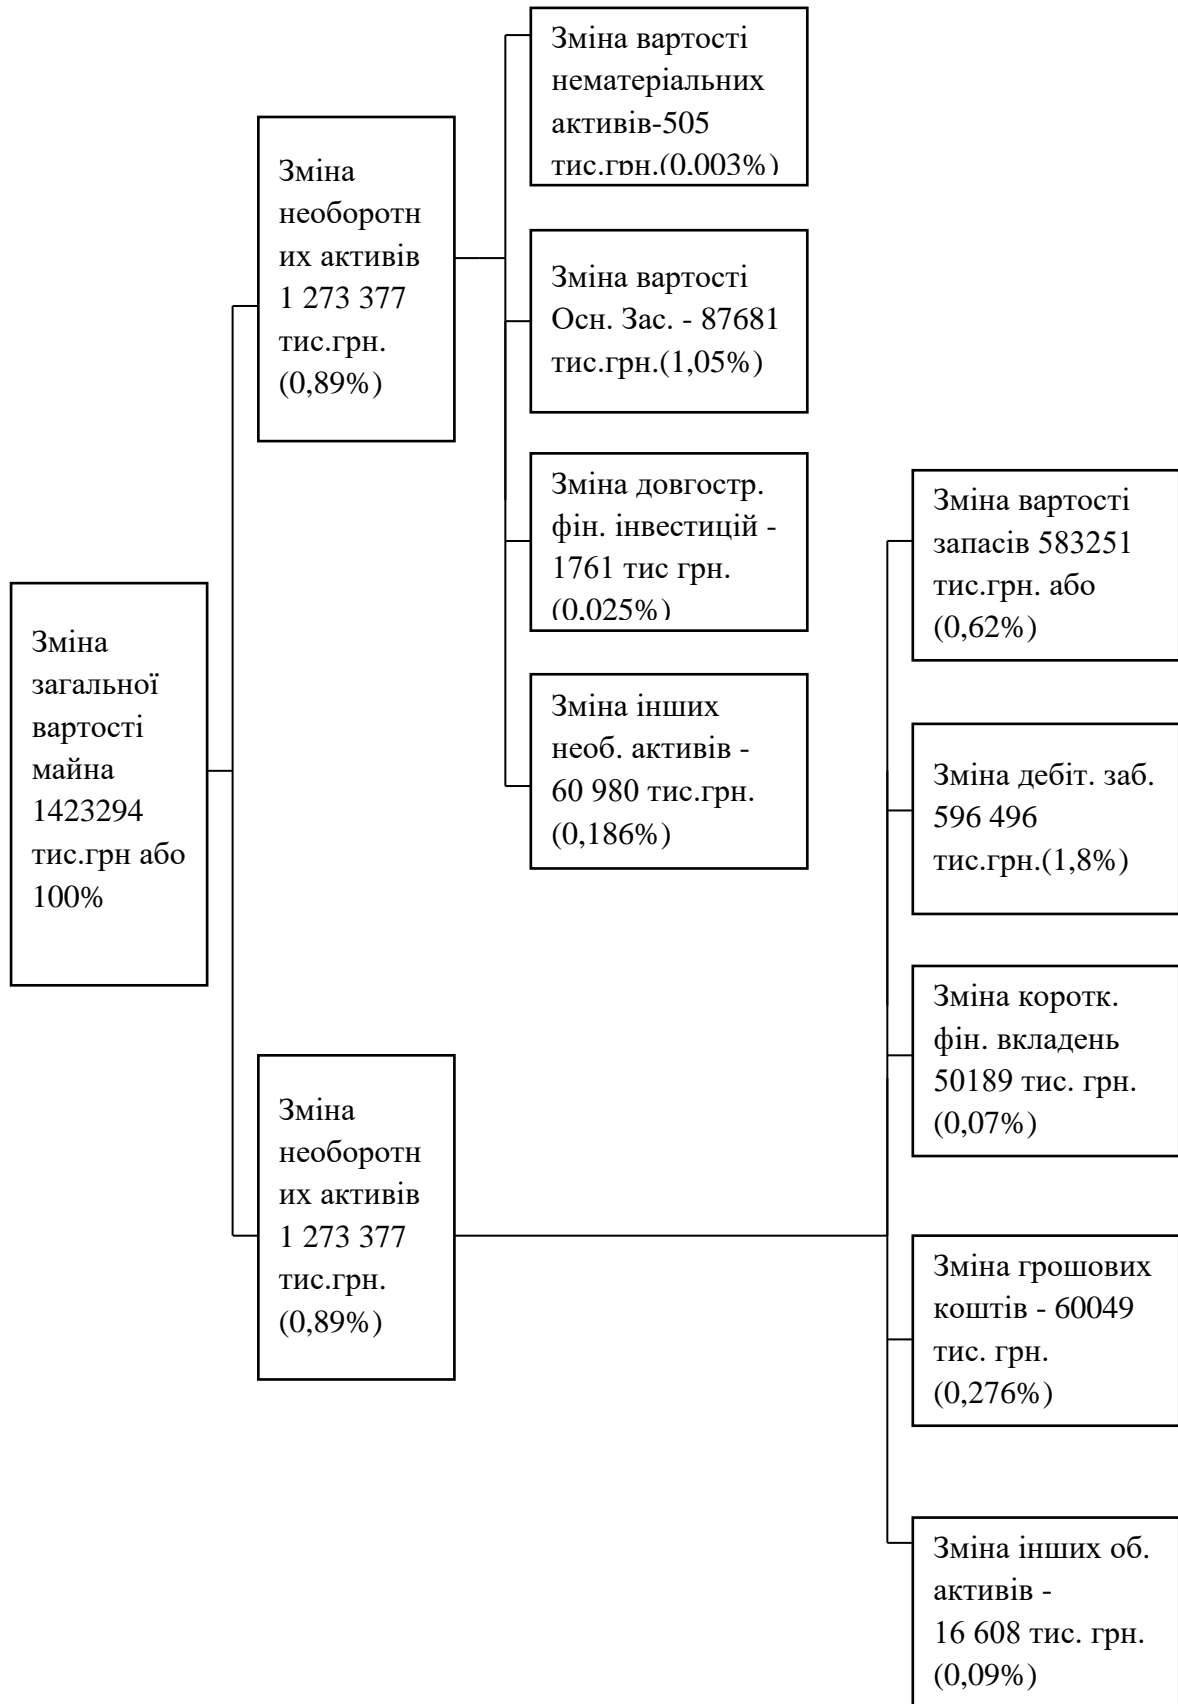 Зміна
загальної
вартості
майна
1423294
тис.грн або
100%
Зміна
необоротн
их активів
1 273 377
тис.грн.
(0,89%)
Зміна
необоротн
их активів
1 273 377
тис.грн.
(0,89%)
Зміна вартості
нематеріальних
активів-505
тис.грн.(0,003%)
Зміна вартості
Осн. Зас. - 87681
тис.грн.(1,05%)
Зміна довгостр.
фін. інвестицій -
1761 тис грн.
(0,025%)
Зміна інших
необ. активів -
60 980 тис.грн.
(0,186%)
Зміна вартості
запасів 583251
тис.грн. або
(0,62%)
Зміна дебіт. заб.
596 496
тис.грн.(1,8%)
Зміна коротк.
фін. вкладень
50189 тис. грн.
(0,07%)
Зміна грошових
коштів - 60049
тис. грн.
(0,276%)
Зміна інших об.
активів -
16 608 тис. грн.
(0,09%)